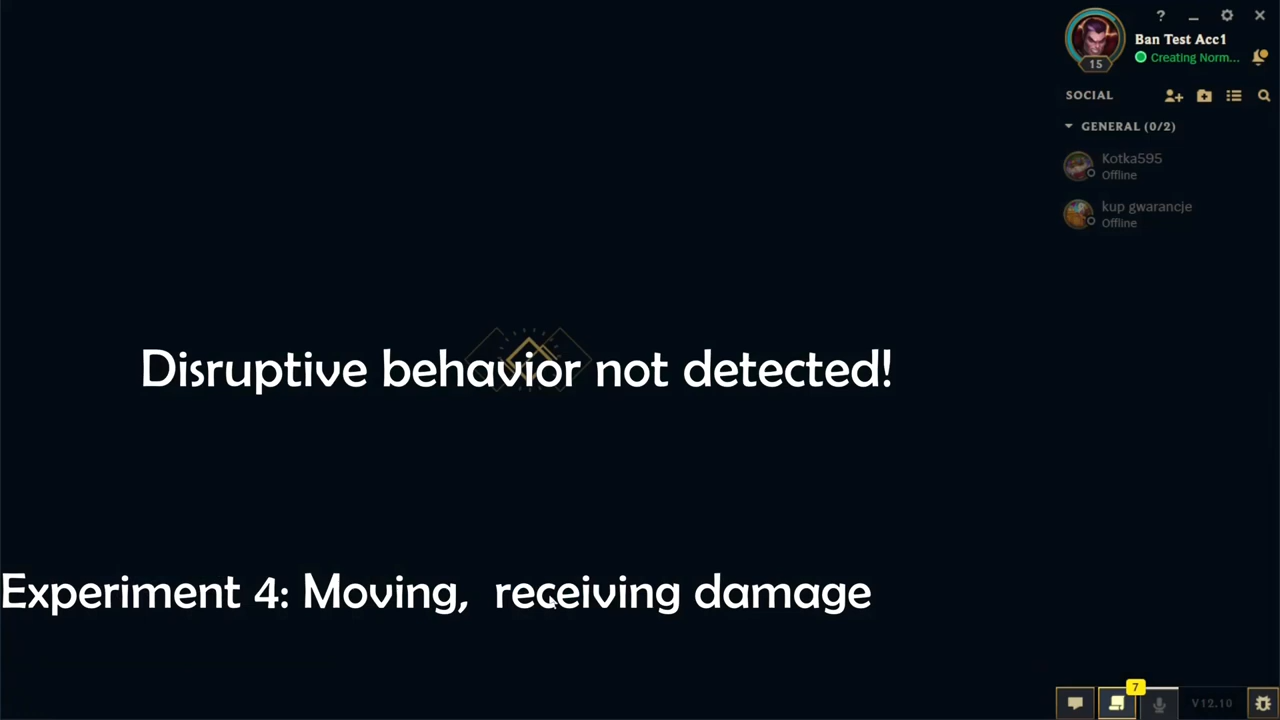 ?
Ban Test Acc1
Creating Norm...
15
SOCIAL
GENERAL (0/2)
Kotka595
Offline
kup gwarancje
Offline
Disruptive behavior not detected!
Experiment 4: Moving,  receiving damage
7
V12.10